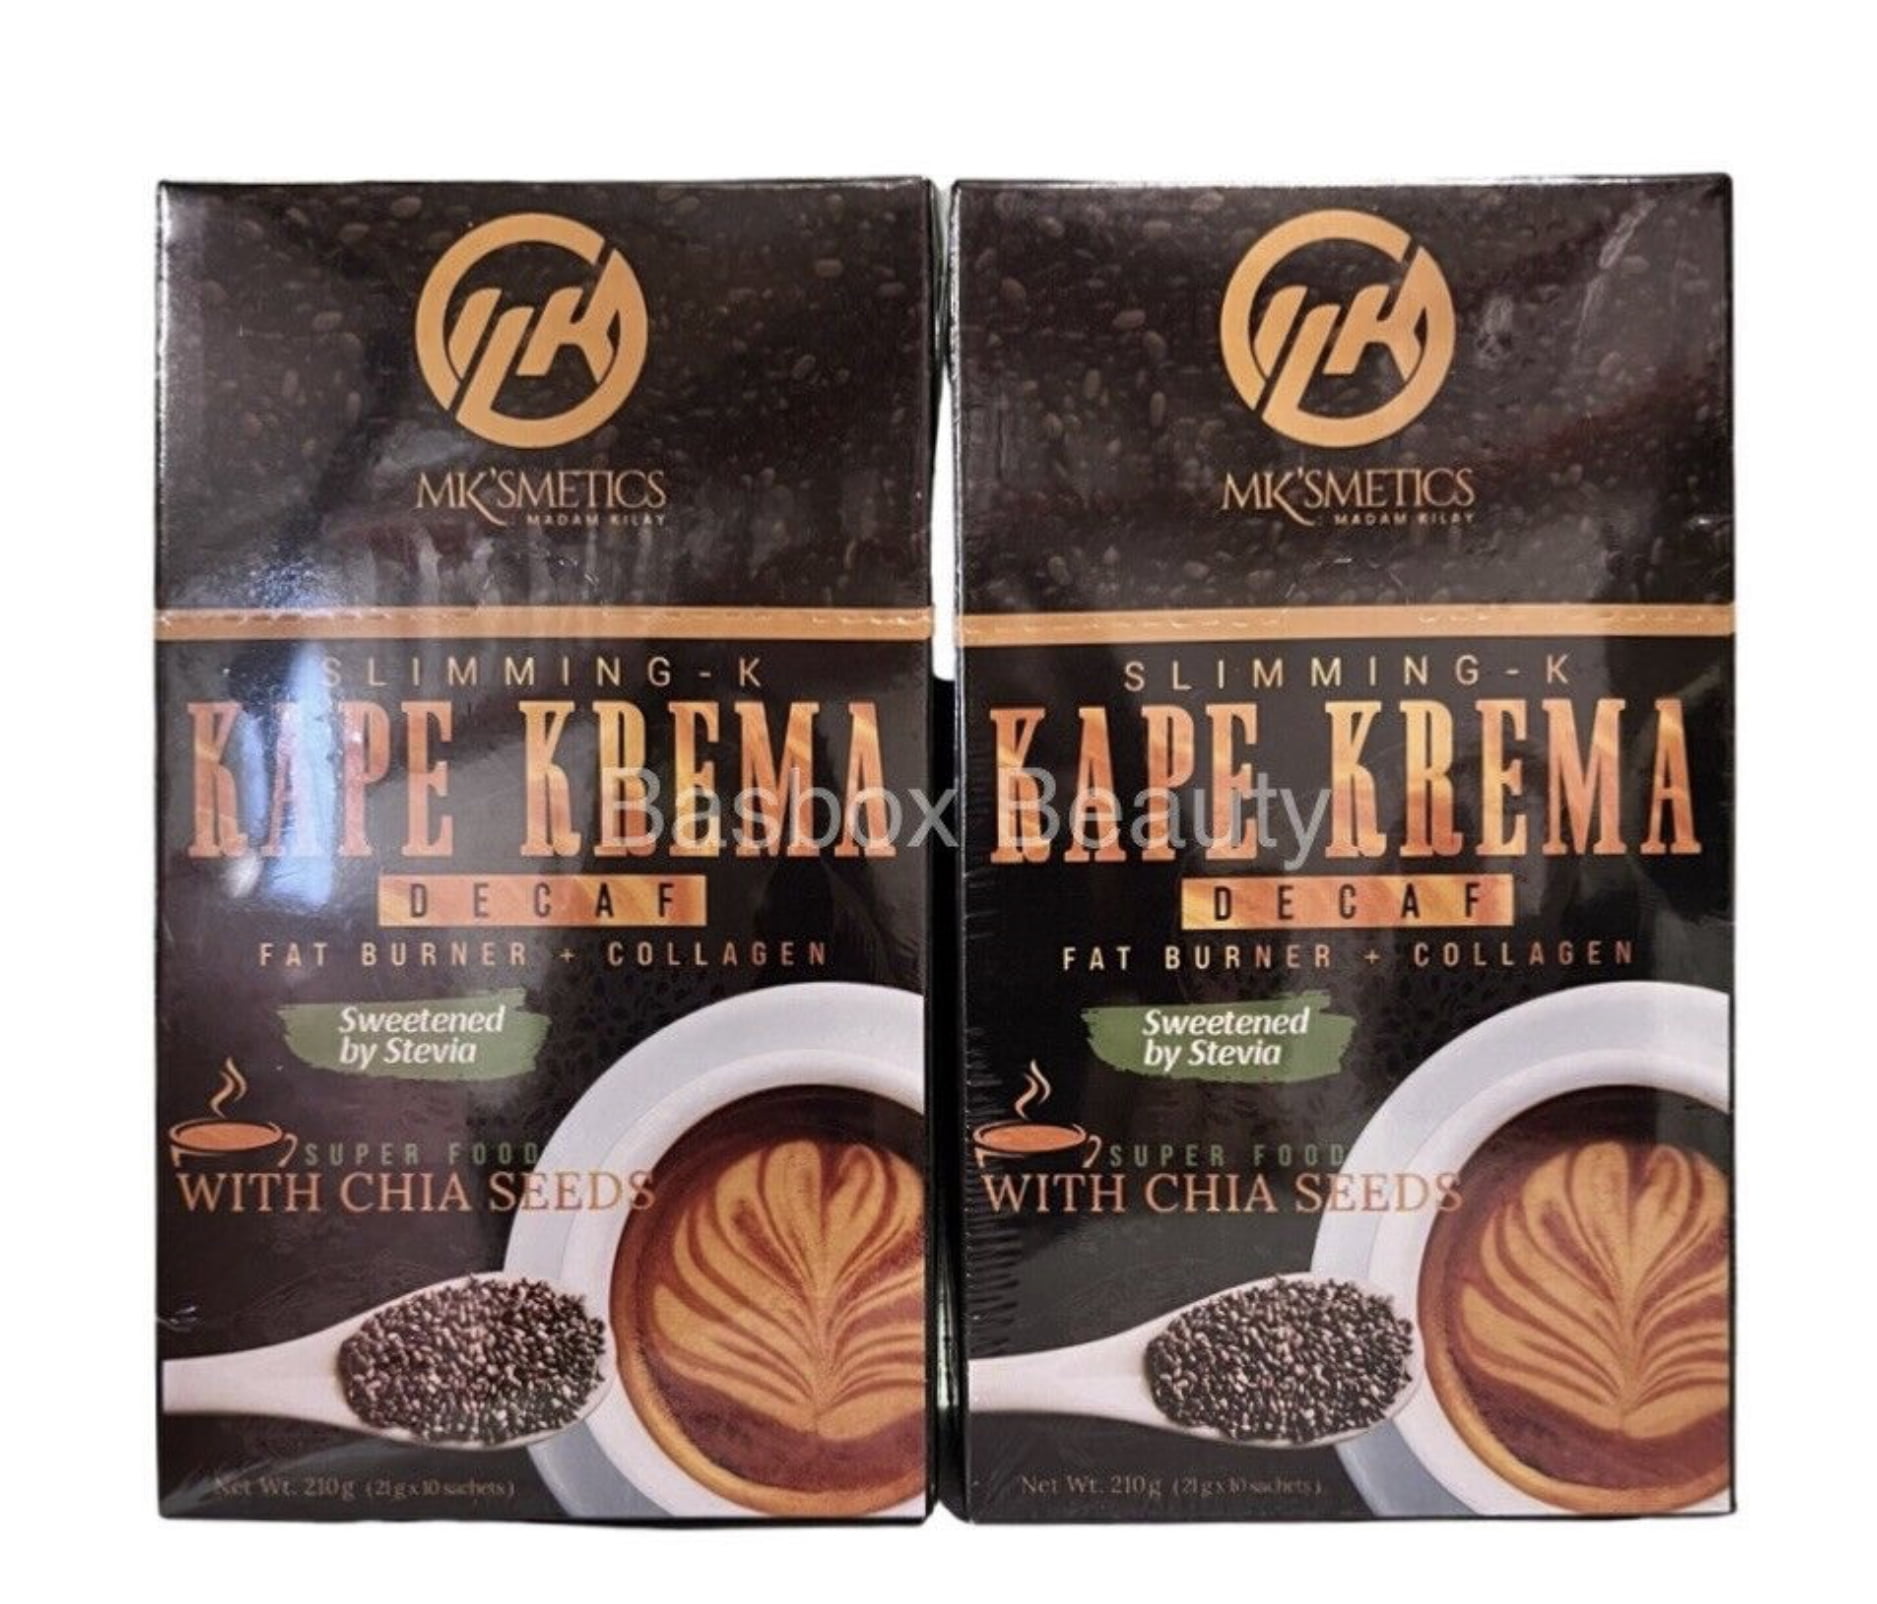 MK
MK'SMETICS
MADAM KILAY
SLIMMING-K
KAPE KREMA
DECAF
FAT BURNER + COLLAGEN
Sweetened
by Stevia
SUPER FOOD
WITH CHIA SEEDS
Net Wt. 210g (21g x 10 sachets)
MK
MK'SMETICS
MADAM KILAY
SLIMMING-K
KAPE KREMA
DECAF
FAT BURNER + COLLAGEN
Sweetened
by Stevia
SUPER FOOD
WITH CHIA SEEDS
Net Wt. 210g (21g x 10 sachets)
Basbox Beauty